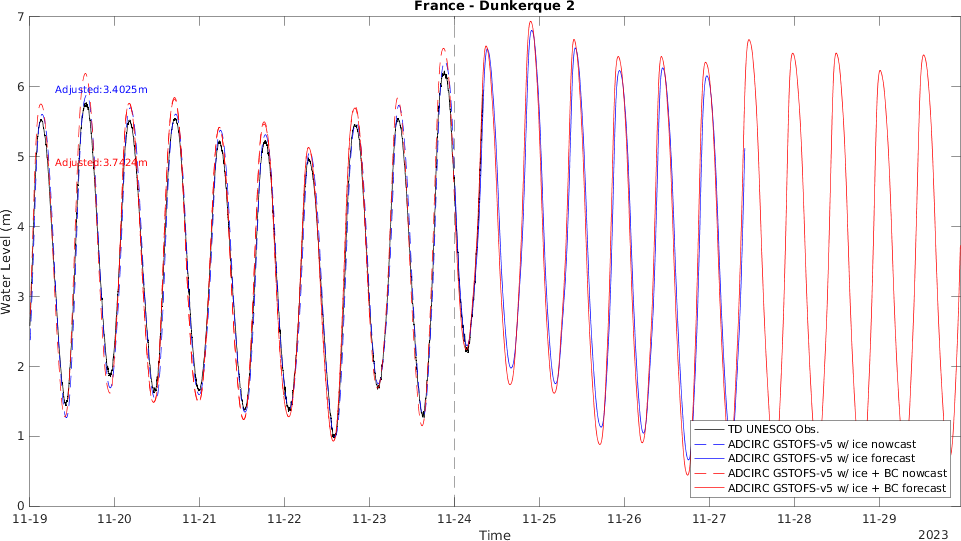 France - Dunkerque 2
Water Level (m)
7
6
5
4
3
2
1
0
Adjusted:3.4025m
Adjusted:3.7424m
TD UNESCO Obs.
ADCIRC GSTOFS-v5 w/ ice nowcast
ADCIRC GSTOFS-v5 w/ ice forecast
ADCIRC GSTOFS-v5 w/ ice + BC nowcast
ADCIRC GSTOFS-v5 w/ ice + BC forecast
11-19 11-20 11-21 11-22 11-23 11-24 11-25 11-26 11-27 11-28 11-29
Time
2023